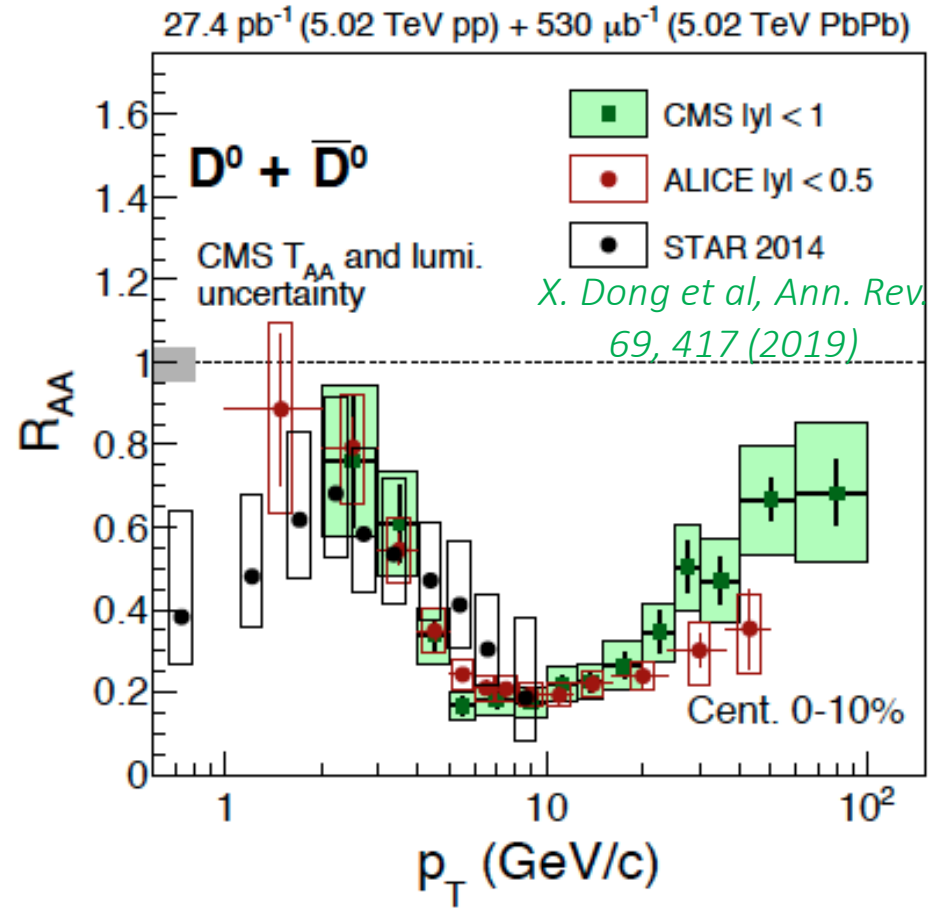 27.4 pb⁻¹ (5.02 TeV pp) + 530 μb⁻¹ (5.02 TeV PbPb)
D⁰ + D̅⁰
CMS |y| < 1
ALICE |y| < 0.5
STAR 2014
CMS T_AA and lumi.
uncertainty
X. Dong et al, Ann. Rev.
69, 417 (2019)
R_AA
1.6
1.4
1.2
1
0.8
0.6
0.4
0.2
0
Cent. 0-10%
1
10
10²
p_T (GeV/c)